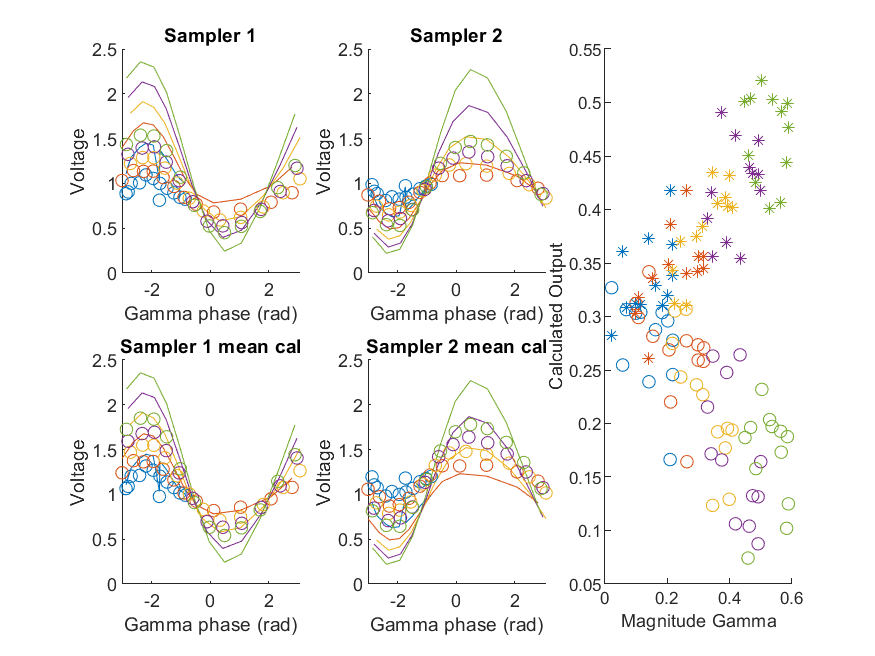 Sampler 1
2.5
2
1.5
1
0.5
0
Voltage
-2 0 2
Gamma phase (rad)
Sampler 2
2.5
2
1.5
1
0.5
0
Voltage
-2 0 2
Gamma phase (rad)
Sampler 1 mean cal
2.5
2
1.5
1
0.5
0
Voltage
-2 0 2
Gamma phase (rad)
Sampler 2 mean cal
2.5
2
1.5
1
0.5
0
Voltage
-2 0 2
Gamma phase (rad)
0.55
0.5
0.45
0.4
0.35
0.3
0.25
0.2
0.15
0.1
0.05
Calculated Output
0 0.2 0.4 0.6
Magnitude Gamma